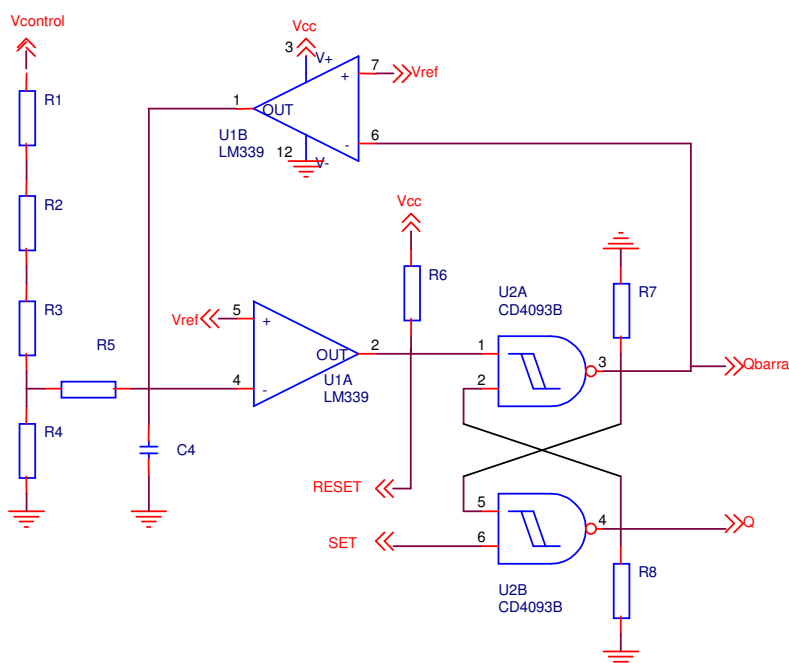 Vcontrol
Vcc
3
V+
7
Vref
+
R1
1
OUT
U1B
LM339
6
-
12
V-
R2
Vcc
R6
U2A
CD4093B
R7
R3
Vref
5
+
R5
OUT
2
1
3
Qbarra
4
-
U1A
LM339
2
R4
C4
RESET
5
4
Q
SET
6
R8
U2B
CD4093B